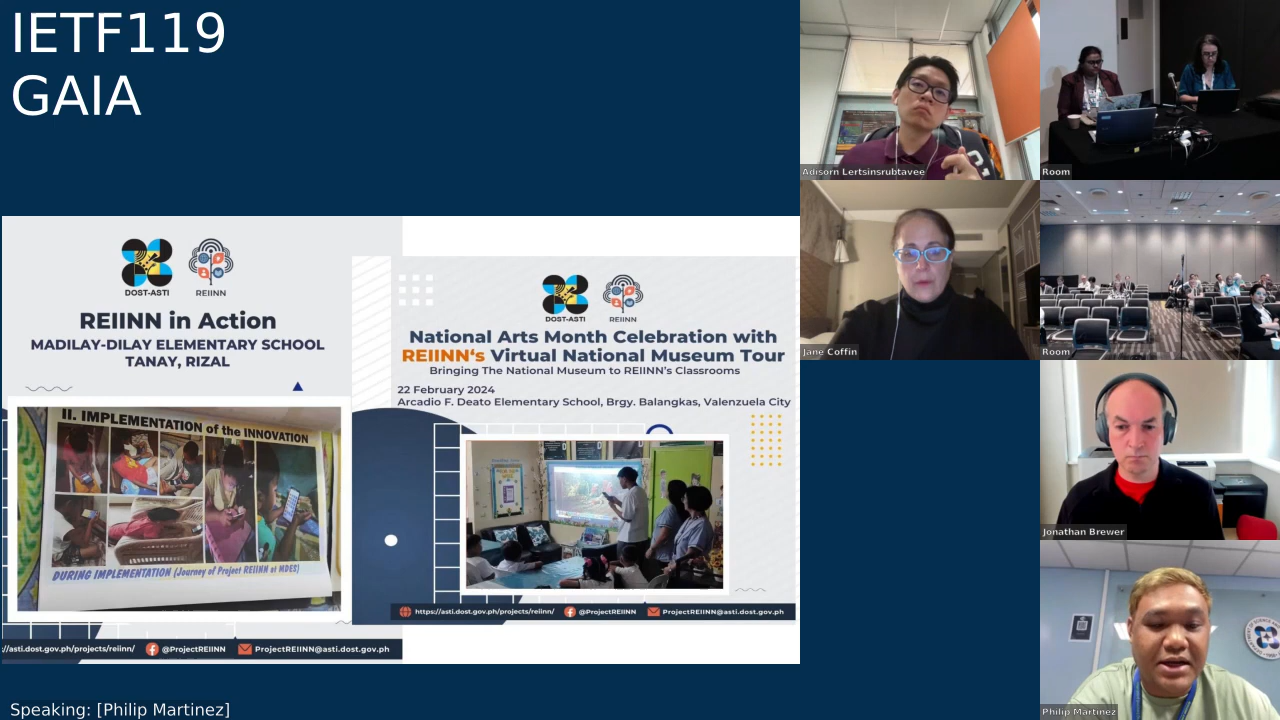 IETF119
GAIA
DOST-ASTI
REIINN
REIINN in Action
MADILAY-DILAY ELEMENTARY SCHOOL
TANAY, RIZAL
II. IMPLEMENTATION of the INNOVATION
DURING IMPLEMENTATION (Journey of Project REIINN at MDES)
//asti.dost.gov.ph/projects/reiinn/
@ProjectREIINN
ProjectREIINN@asti.dost.gov.ph
DOST-ASTI
REIINN
National Arts Month Celebration with
REIINN‘s Virtual National Museum Tour
Bringing The National Museum to REIINN’s Classrooms
22 February 2024
Arcadio F. Deato Elementary School, Brgy. Balangkas, Valenzuela City
https://asti.dost.gov.ph/projects/reiinn/
@ProjectREIINN
ProjectREIINN@asti.dost.gov.ph
Speaking: [Philip Martinez]
Adisorn Lertsinsrubtavee
Room
Jane Coffin
Room
Jonathan Brewer
Philip Martinez